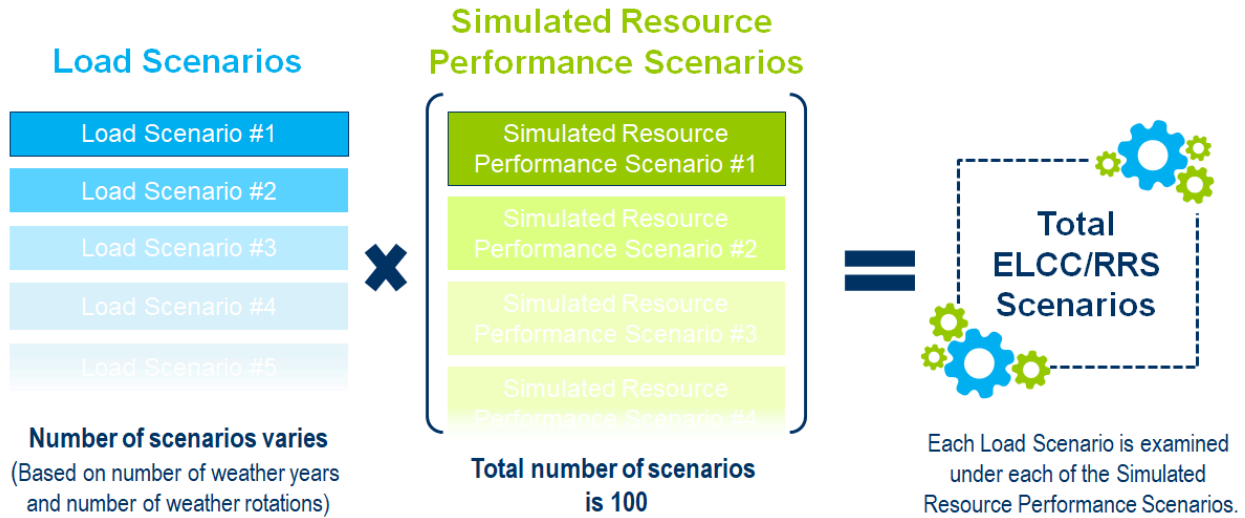 Load Scenarios
Load Scenario #1
Load Scenario #2
Load Scenario #3
Load Scenario #4
Load Scenario #5
Number of scenarios varies
(Based on number of weather years
and number of weather rotations)
Simulated Resource
Performance Scenarios
Simulated Resource
Performance Scenario #1
Simulated Resource
Performance Scenario #2
Simulated Resource
Performance Scenario #3
Simulated Resource
Performance Scenario #4
Total number of scenarios
is 100
Total
ELCC/RRS
Scenarios
Each Load Scenario is examined
under each of the Simulated
Resource Performance Scenarios.